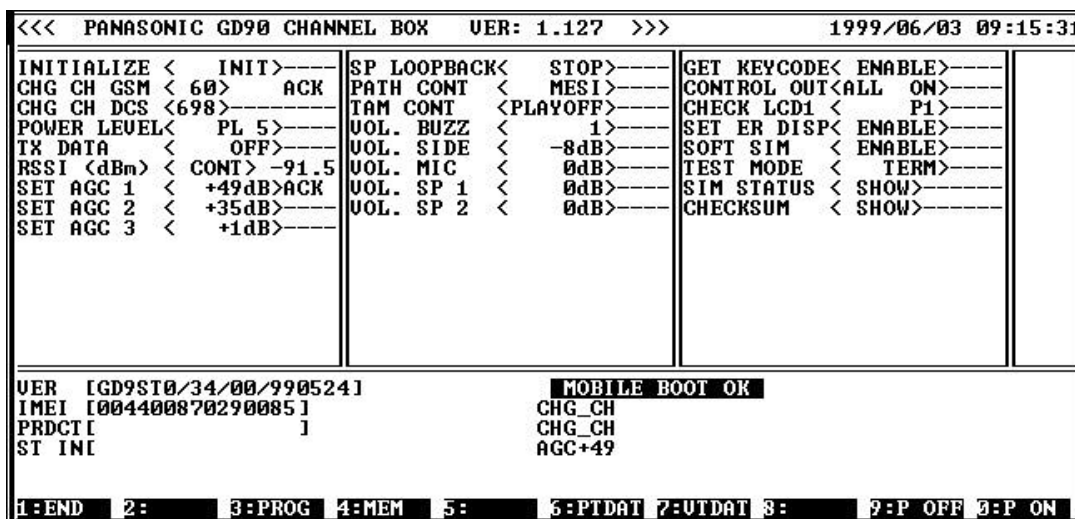 <<< PANASONIC GD90 CHANNEL BOX VER: 1.127 >>> 1999/06/03 09:15:31
INITIALIZE < INIT>----
CHG CH GSM < 60> ACK
CHG CH DCS <698>---------
POWER LEVEL< PL 5>----
TX DATA < OFF>----
RSSI (dBm) < CONT> -91.5
SET AGC 1 < +49dB>ACK
SET AGC 2 < +35dB>----
SET AGC 3 < +1dB>----
SP LOOPBACK< STOP>----
PATH CONT < MESI>----
TAM CONT <PLAYOFF>----
VOL. BUZZ < 1>----
VOL. SIDE < -8dB>----
VOL. MIC < 0dB>----
VOL. SP 1 < 0dB>----
VOL. SP 2 < 0dB>----
GET KEYCODE< ENABLE>----
CONTROL OUT<ALL ON>----
CHECK LCD1 < P1>----
SET ER DISP< ENABLE>----
SOFT SIM < ENABLE>----
TEST MODE < TERM>----
SIM STATUS < SHOW>------
CHECKSUM < SHOW>------
VER [GD9ST0/34/00/990524]
IMEI [004400870290085]
PRDCT[ ]
ST IN[
MOBILE BOOT OK
CHG_CH
CHG_CH
AGC+49
1:END 2: 3:PROG 4:MEM 5: 6:PTDAT 7:VTDAT 8: 9:P OFF 0:P ON